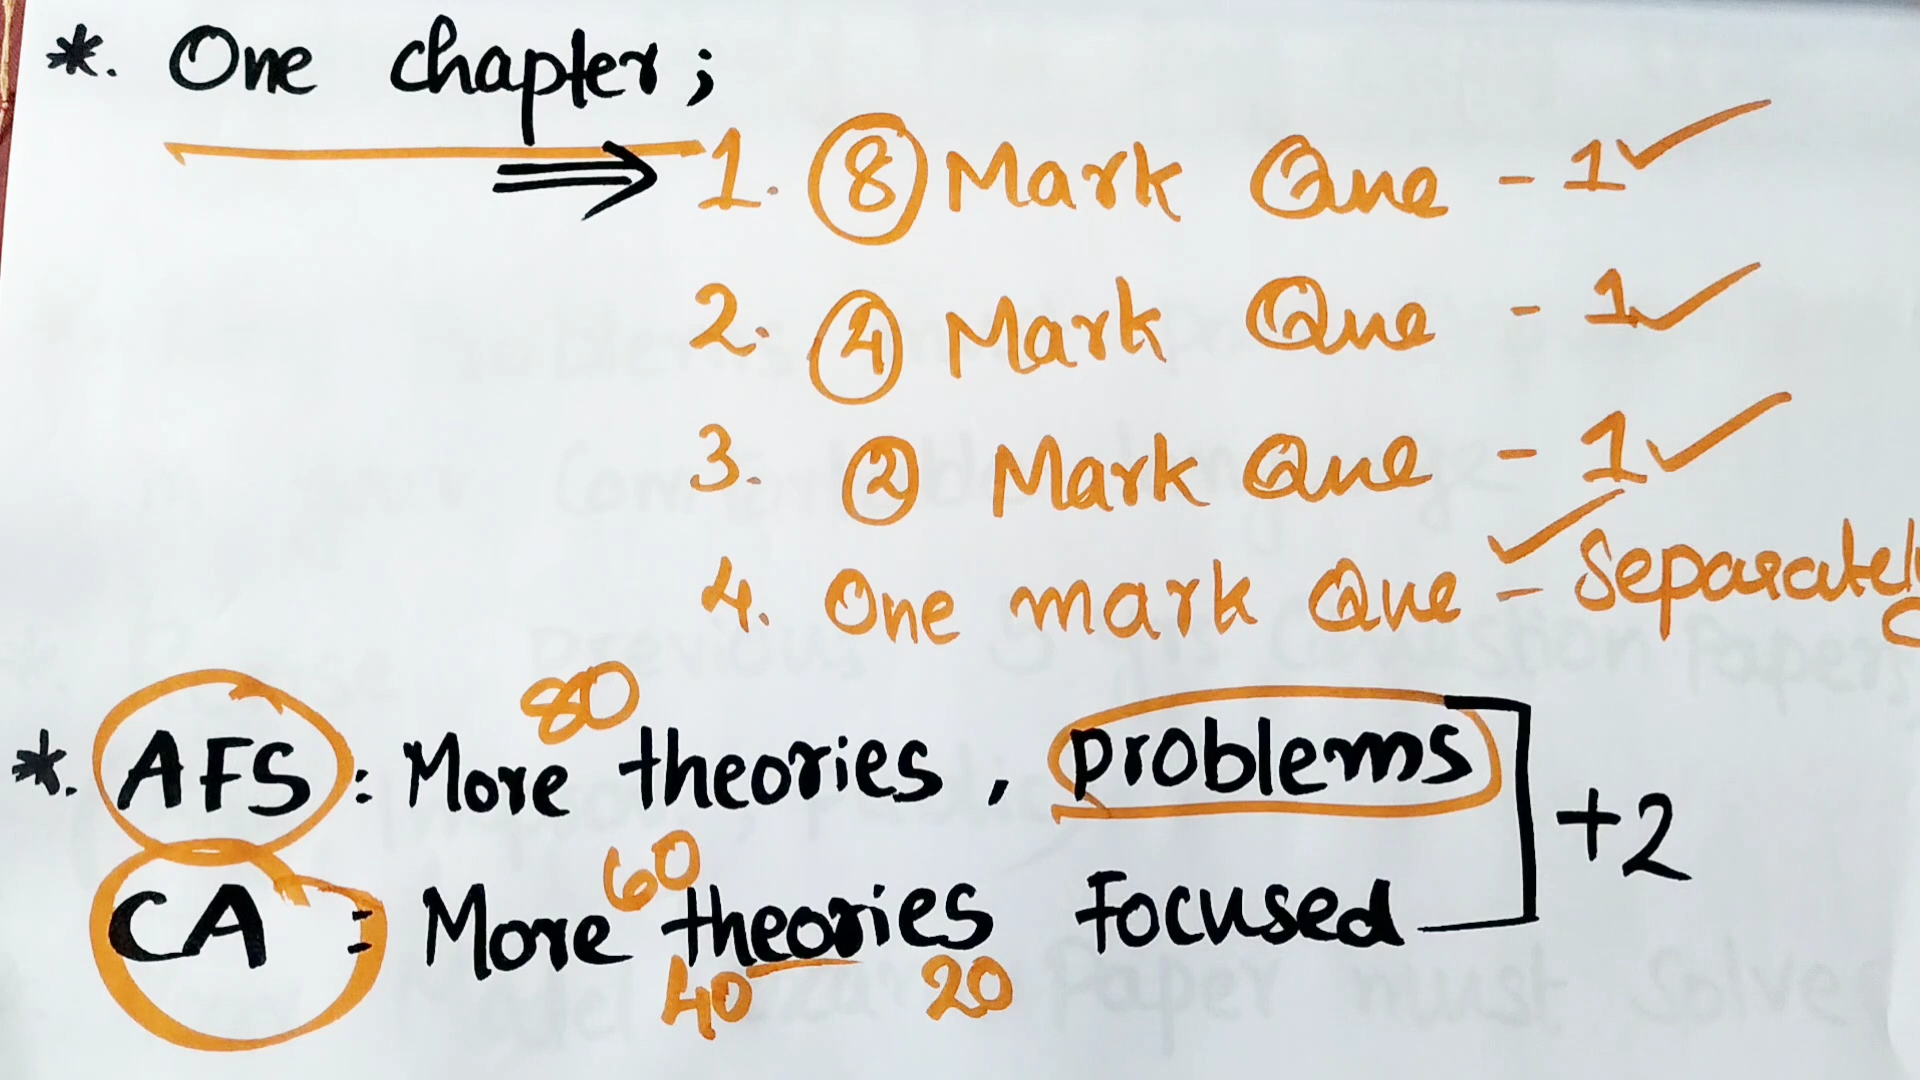 *. One chapter;
⇒ 1. 8 Mark Que - 1✓
2. 4 Mark Que - 1✓
3. 2 Mark Que - 1✓
4. One mark Que ✓- Separately
80
*. AFS : More theories, problems
+2
60
CA : More theories Focused
40 20